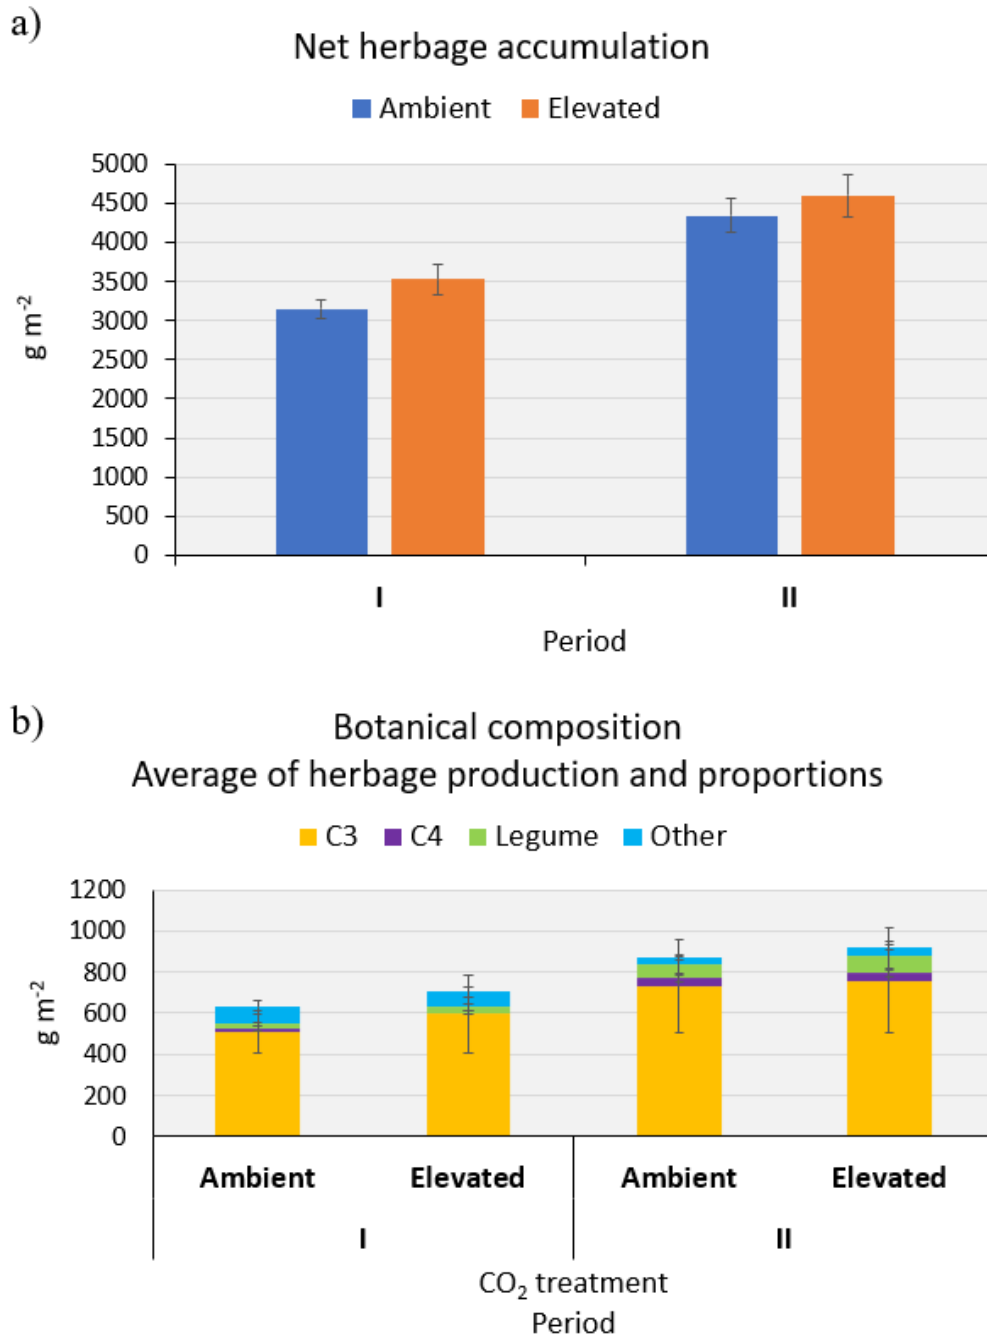 a)
Net herbage accumulation
Ambient Elevated
5000
4500
4000
3500
3000
2500
2000
1500
1000
500
0
g m⁻²
I II
Period
b)
Botanical composition
Average of herbage production and proportions
C3 C4 Legume Other
1200
1000
800
600
400
200
0
g m⁻²
Ambient Elevated Ambient Elevated
I II
CO₂ treatment
Period